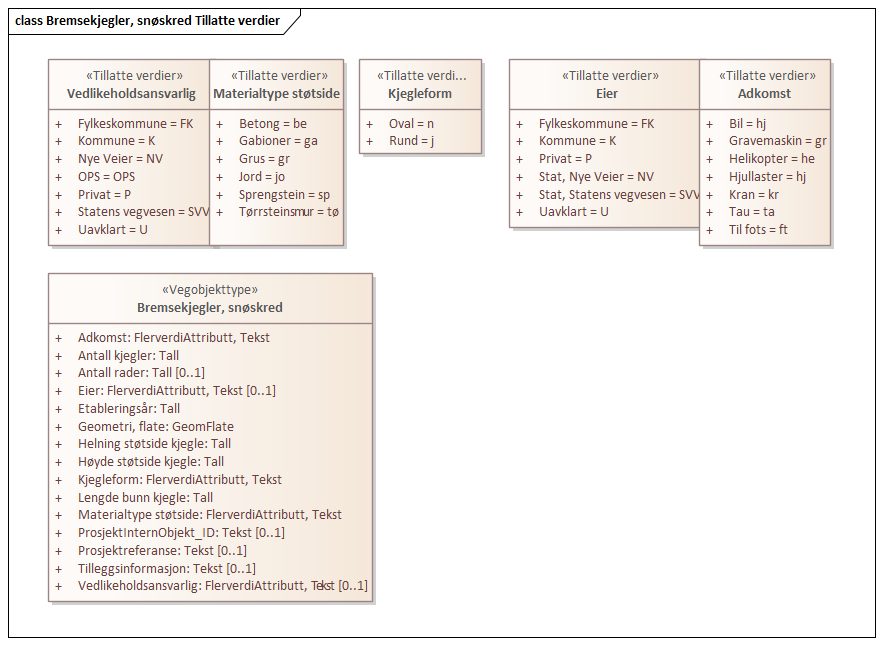 class Bremsekjegler, snøskred Tillatte verdier
«Tillatte verdier»
Vedlikeholdsansvarlig
+ Fylkeskommune = FK
+ Kommune = K
+ Nye Veier = NV
+ OPS = OPS
+ Privat = P
+ Statens vegvesen = SVV
+ Uavklart = U
«Tillatte verdier»
Materialtype støtside
+ Betong = be
+ Gabioner = ga
+ Grus = gr
+ Jord = jo
+ Sprengstein = sp
+ Tørrsteinsmur = tø
«Tillatte verdi...
Kjegleform
+ Oval = n
+ Rund = j
«Tillatte verdier»
Eier
+ Fylkeskommune = FK
+ Kommune = K
+ Privat = P
+ Stat, Nye Veier = NV
+ Stat, Statens vegvesen = SVV
+ Uavklart = U
«Tillatte verdier»
Adkomst
+ Bil = hj
+ Gravemaskin = gr
+ Helikopter = he
+ Hjullaster = hj
+ Kran = kr
+ Tau = ta
+ Til fots = ft
«Vegobjekttype»
Bremsekjegler, snøskred
+ Adkomst: FlerverdiAttributt, Tekst
+ Antall kjegler: Tall
+ Antall rader: Tall [0..1]
+ Eier: FlerverdiAttributt, Tekst [0..1]
+ Etableringsår: Tall
+ Geometri, flate: GeomFlate
+ Helning støtside kjegle: Tall
+ Høyde støtside kjegle: Tall
+ Kjegleform: FlerverdiAttributt, Tekst
+ Lengde bunn kjegle: Tall
+ Materialtype støtside: FlerverdiAttributt, Tekst
+ ProsjektInternObjekt_ID: Tekst [0..1]
+ Prosjektreferanse: Tekst [0..1]
+ Tilleggsinformasjon: Tekst [0..1]
+ Vedlikeholdsansvarlig: FlerverdiAttributt, Tekst [0..1]